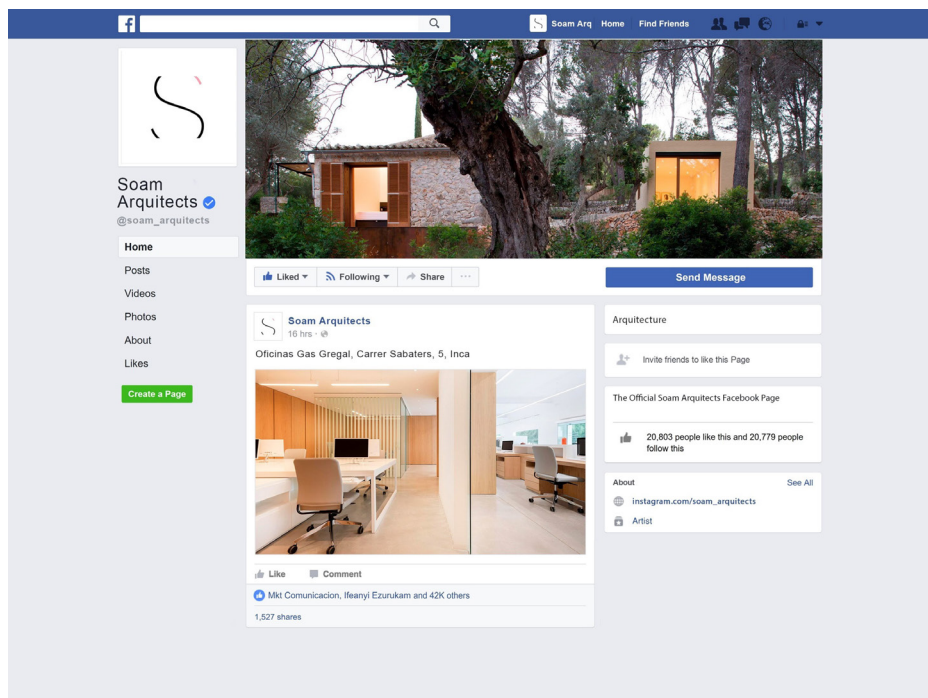 Soam Arq Home Find Friends
Soam
Arquitects
@soam_arquitects
Home
Posts
Videos
Photos
About
Likes
Create a Page
Liked Following Share
Send Message
Soam Arquitects
16 hrs ·
Oficinas Gas Gregal, Carrer Sabaters, 5, Inca
Like Comment
Mkt Comunicacion, Ifeanyi Ezurukam and 42K others
1,527 shares
Arquitecture
Invite friends to like this Page
The Official Soam Arquitects Facebook Page
20,803 people like this and 20,779 people
follow this
About See All
instagram.com/soam_arquitects
Artist